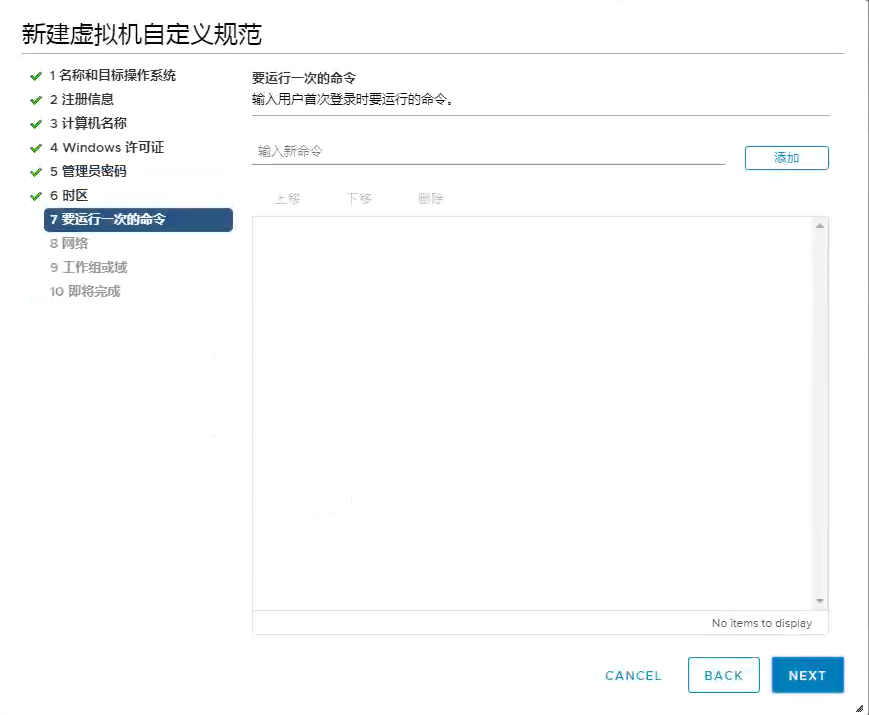 新建虚拟机自定义规范
1 名称和目标操作系统
2 注册信息
3 计算机名称
4 Windows 许可证
5 管理员密码
6 时区
7 要运行一次的命令
8 网络
9 工作组或域
10 即将完成
要运行一次的命令
输入用户首次登录时要运行的命令。
输入新命令
添加
上移 下移 删除
No items to display
CANCEL BACK NEXT